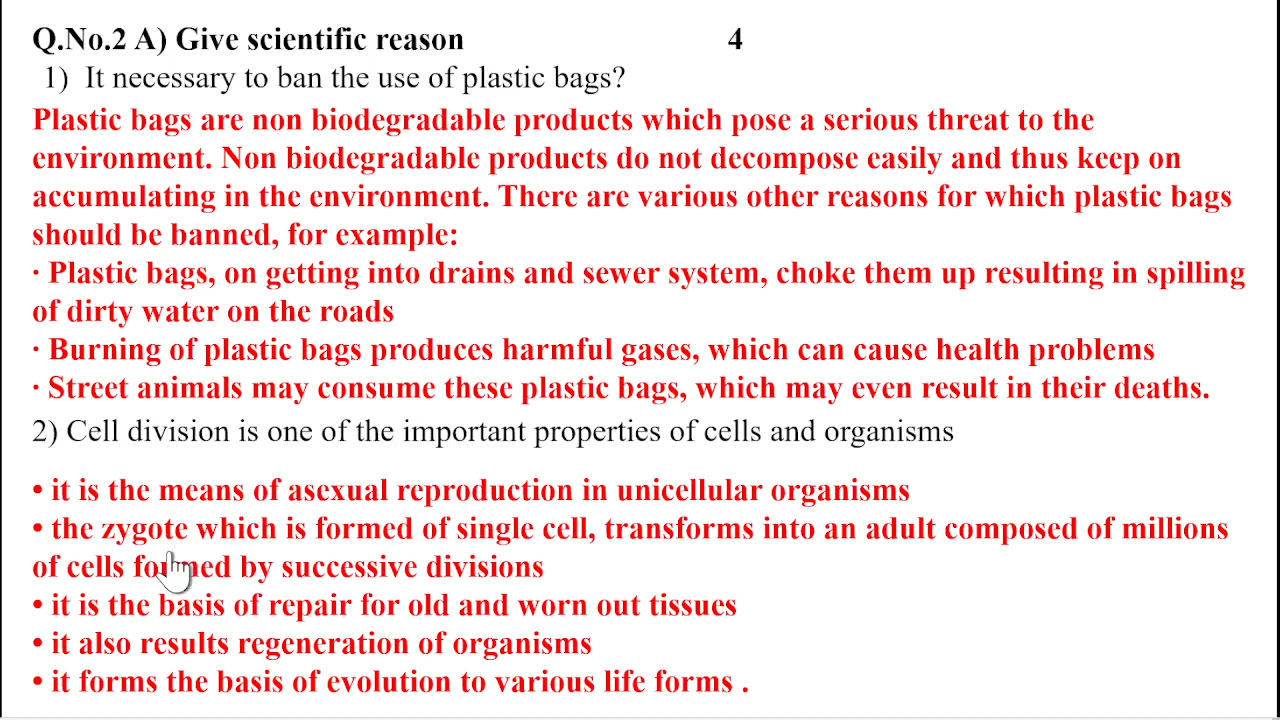 Q.No.2 A) Give scientific reason 4
1) It necessary to ban the use of plastic bags?
Plastic bags are non biodegradable products which pose a serious threat to the
environment. Non biodegradable products do not decompose easily and thus keep on
accumulating in the environment. There are various other reasons for which plastic bags
should be banned, for example:
· Plastic bags, on getting into drains and sewer system, choke them up resulting in spilling
of dirty water on the roads
· Burning of plastic bags produces harmful gases, which can cause health problems
· Street animals may consume these plastic bags, which may even result in their deaths.
2) Cell division is one of the important properties of cells and organisms
• it is the means of asexual reproduction in unicellular organisms
• the zygote which is formed of single cell, transforms into an adult composed of millions
of cells formed by successive divisions
• it is the basis of repair for old and worn out tissues
• it also results regeneration of organisms
• it forms the basis of evolution to various life forms .